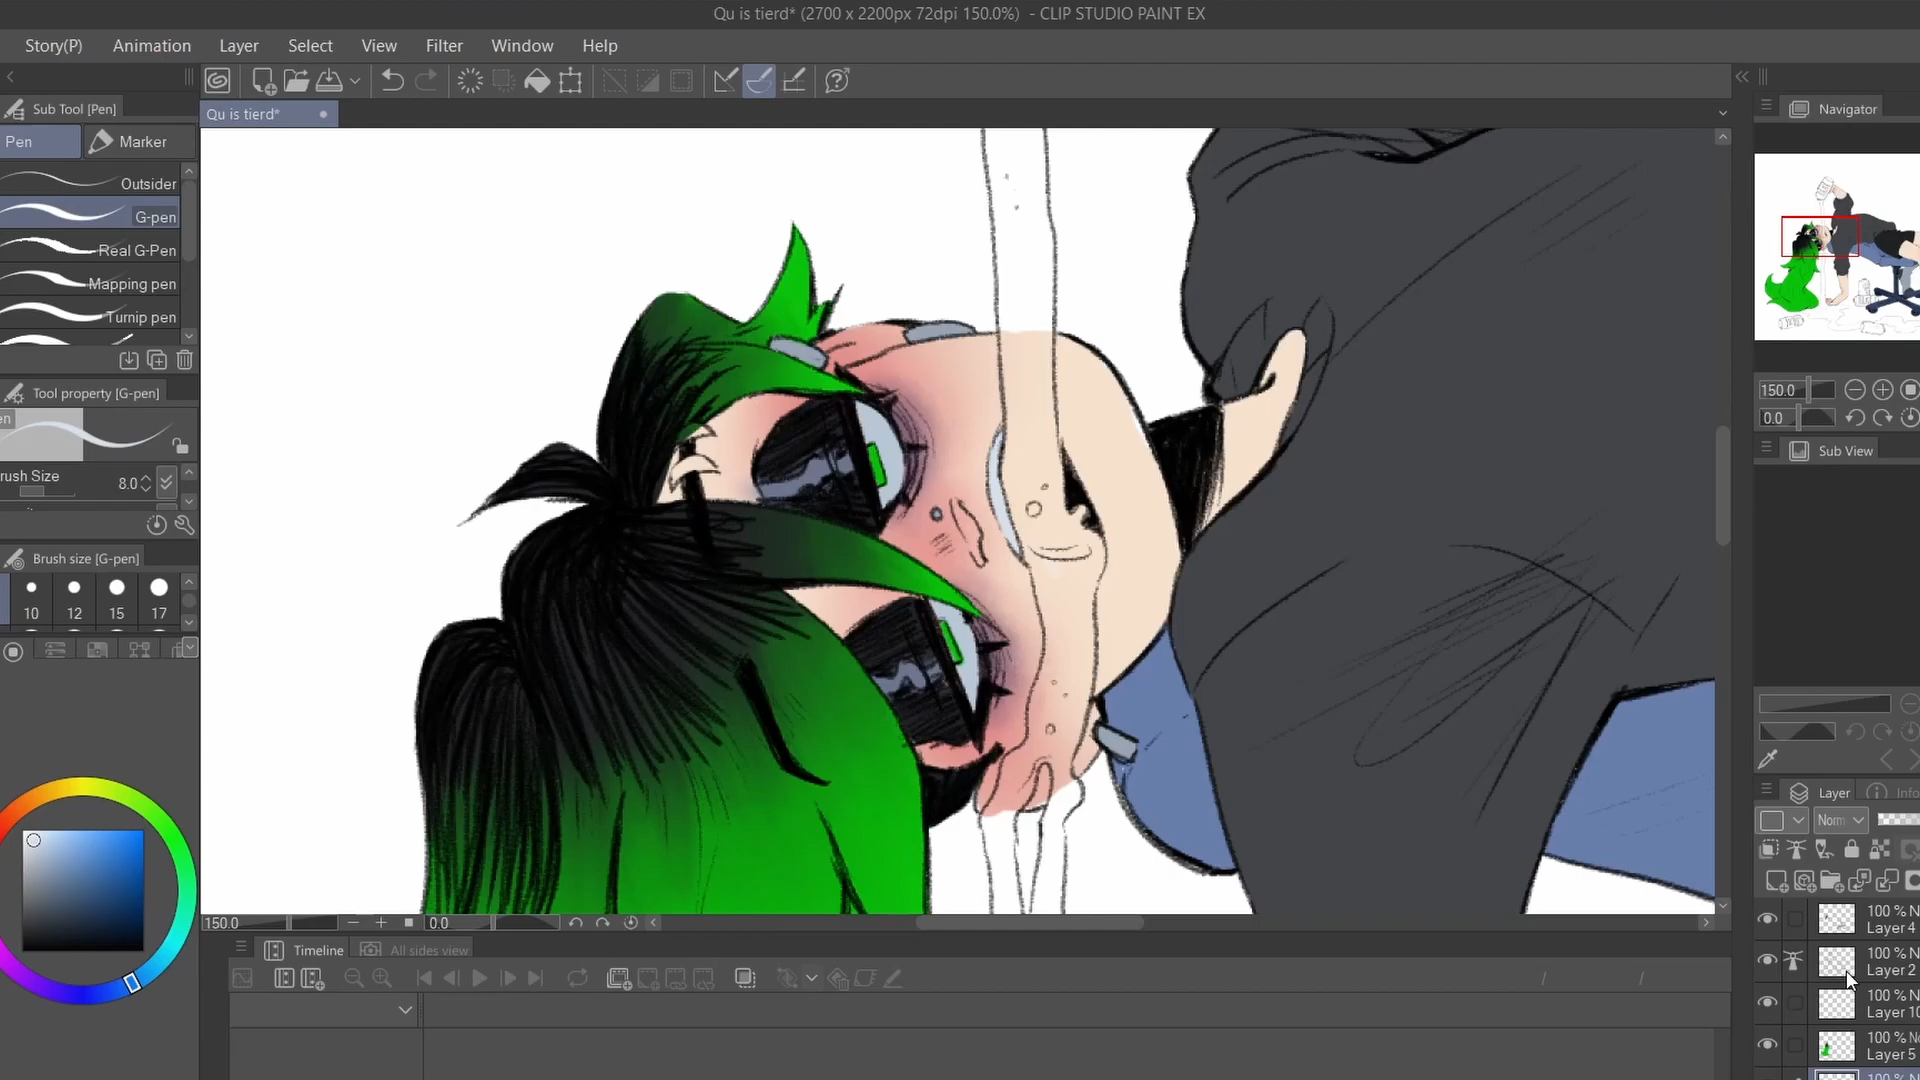 Qu is tierd* (2700 x 2200px 72dpi 150.0%) - CLIP STUDIO PAINT EX
Story(P) Animation Layer Select View Filter Window Help
Sub Tool [Pen]
Qu is tierd*
Navigator
Pen Marker
Outsider
G-pen
Real G-Pen
Mapping pen
Turnip pen
Tool property [G-pen]
en
rush Size 8.0
150.0
0.0
Sub View
Brush size [G-pen]
10 12 15 17
Layer Info
Norm
150.0 0.0
Timeline All sides view
100 % N
Layer 4
100 % N
Layer 2
100 % N
Layer 10
100 % No
Layer 5